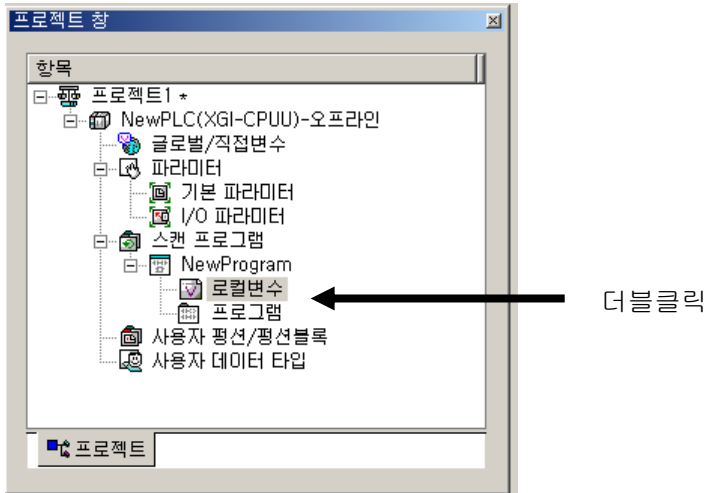 프로젝트 창
항목
프로젝트1 *
NewPLC(XGI-CPUU)-오프라인
글로벌/직접변수
파라미터
기본 파라미터
I/O 파라미터
스캔 프로그램
NewProgram
로컬변수
더블클릭
프로그램
사용자 펑션/펑션블록
사용자 데이터 타입
프로젝트